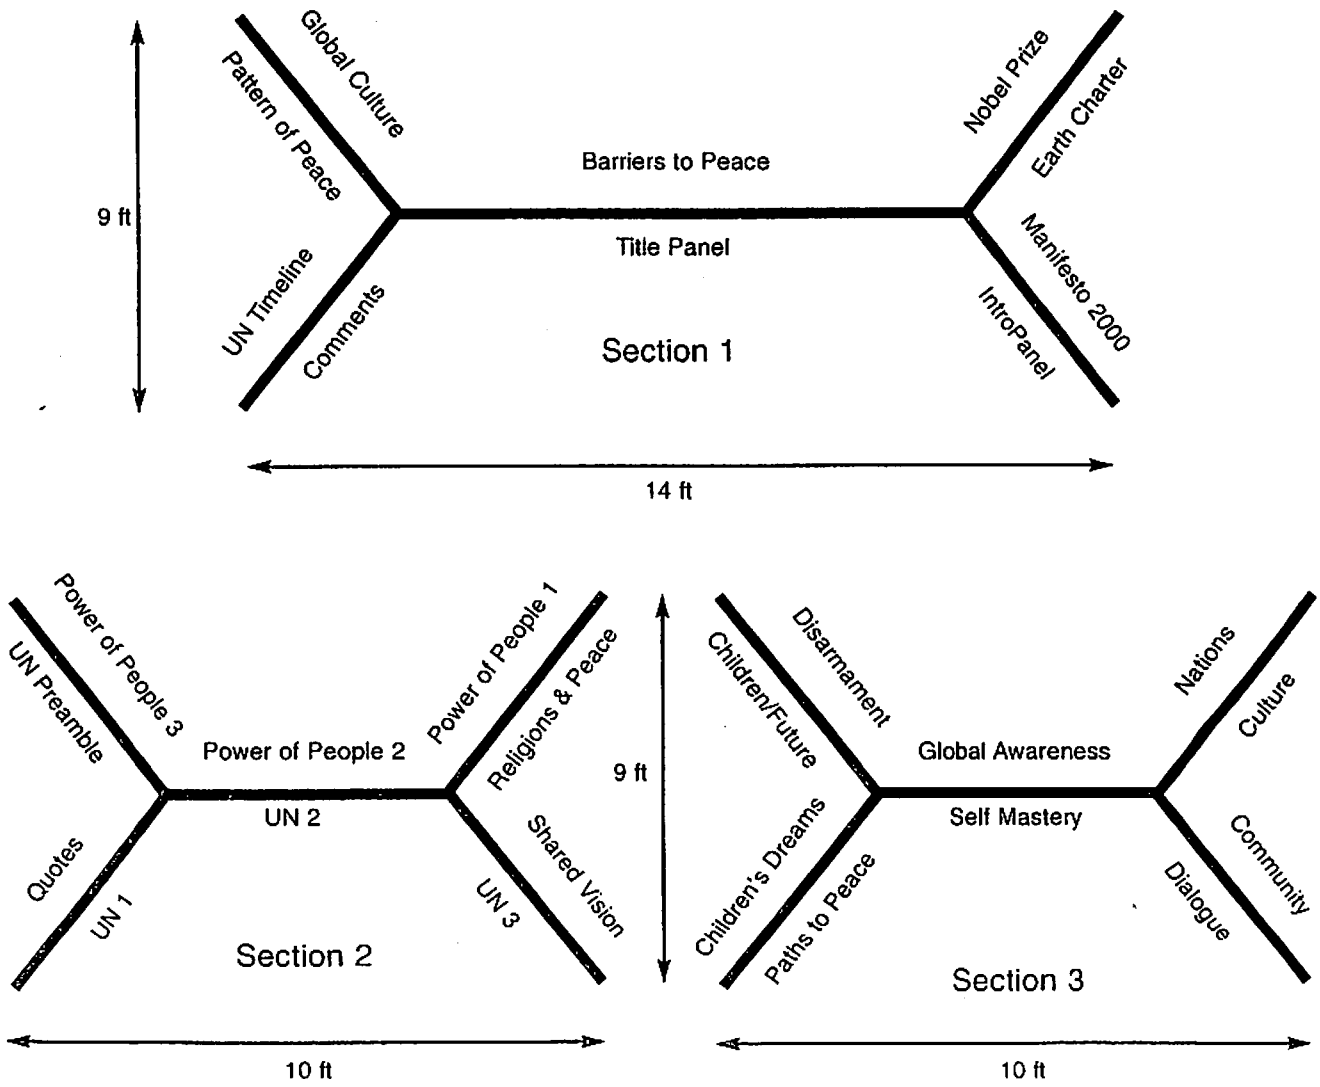 Global Culture
Pattern of Peace
Nobel Prize
Earth Charter
Barriers to Peace
9 ft
Title Panel
UN Timeline
Comments
Manifesto 2000
IntroPanel
Section 1
14 ft
Power of People 3
UN Preamble
Power of People 1
Religions & Peace
Power of People 2
UN 2
Quotes
UN 1
Shared Vision
UN 3
Section 2
10 ft
9 ft
Disarmament
Children/Future
Nations
Culture
Global Awareness
Self Mastery
Children's Dreams
Paths to Peace
Community
Dialogue
Section 3
10 ft